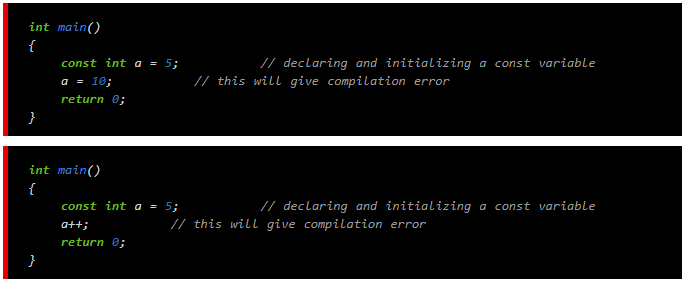 int main()
{
const int a = 5; // declaring and initializing a const variable
a = 10; // this will give compilation error
return 0;
}
int main()
{
const int a = 5; // declaring and initializing a const variable
a++; // this will give compilation error
return 0;
}